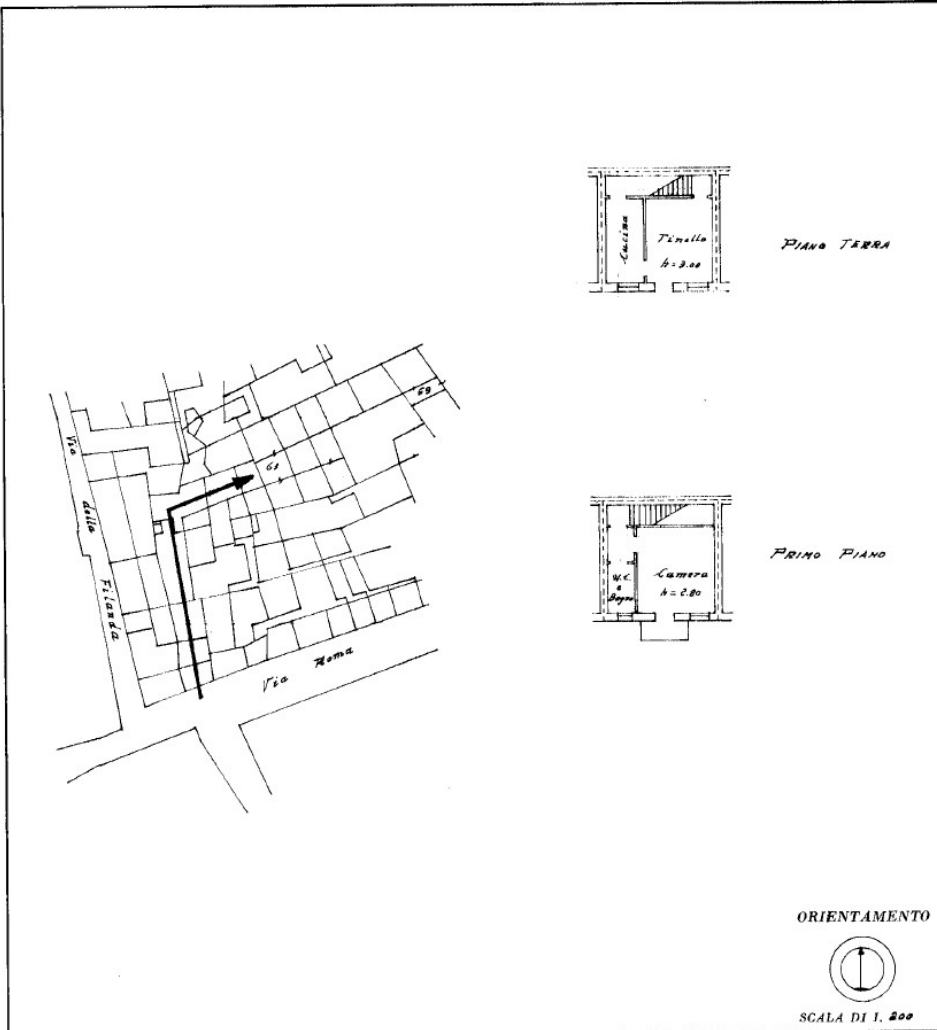 Cucina
Tinello
h = 3.00
PIANO TERRA
69
61
Via
della
Filanda
Via Roma
W.C.
e
Bagno
Camera
h = 2.80
PRIMO PIANO
ORIENTAMENTO
SCALA DI 1. 200